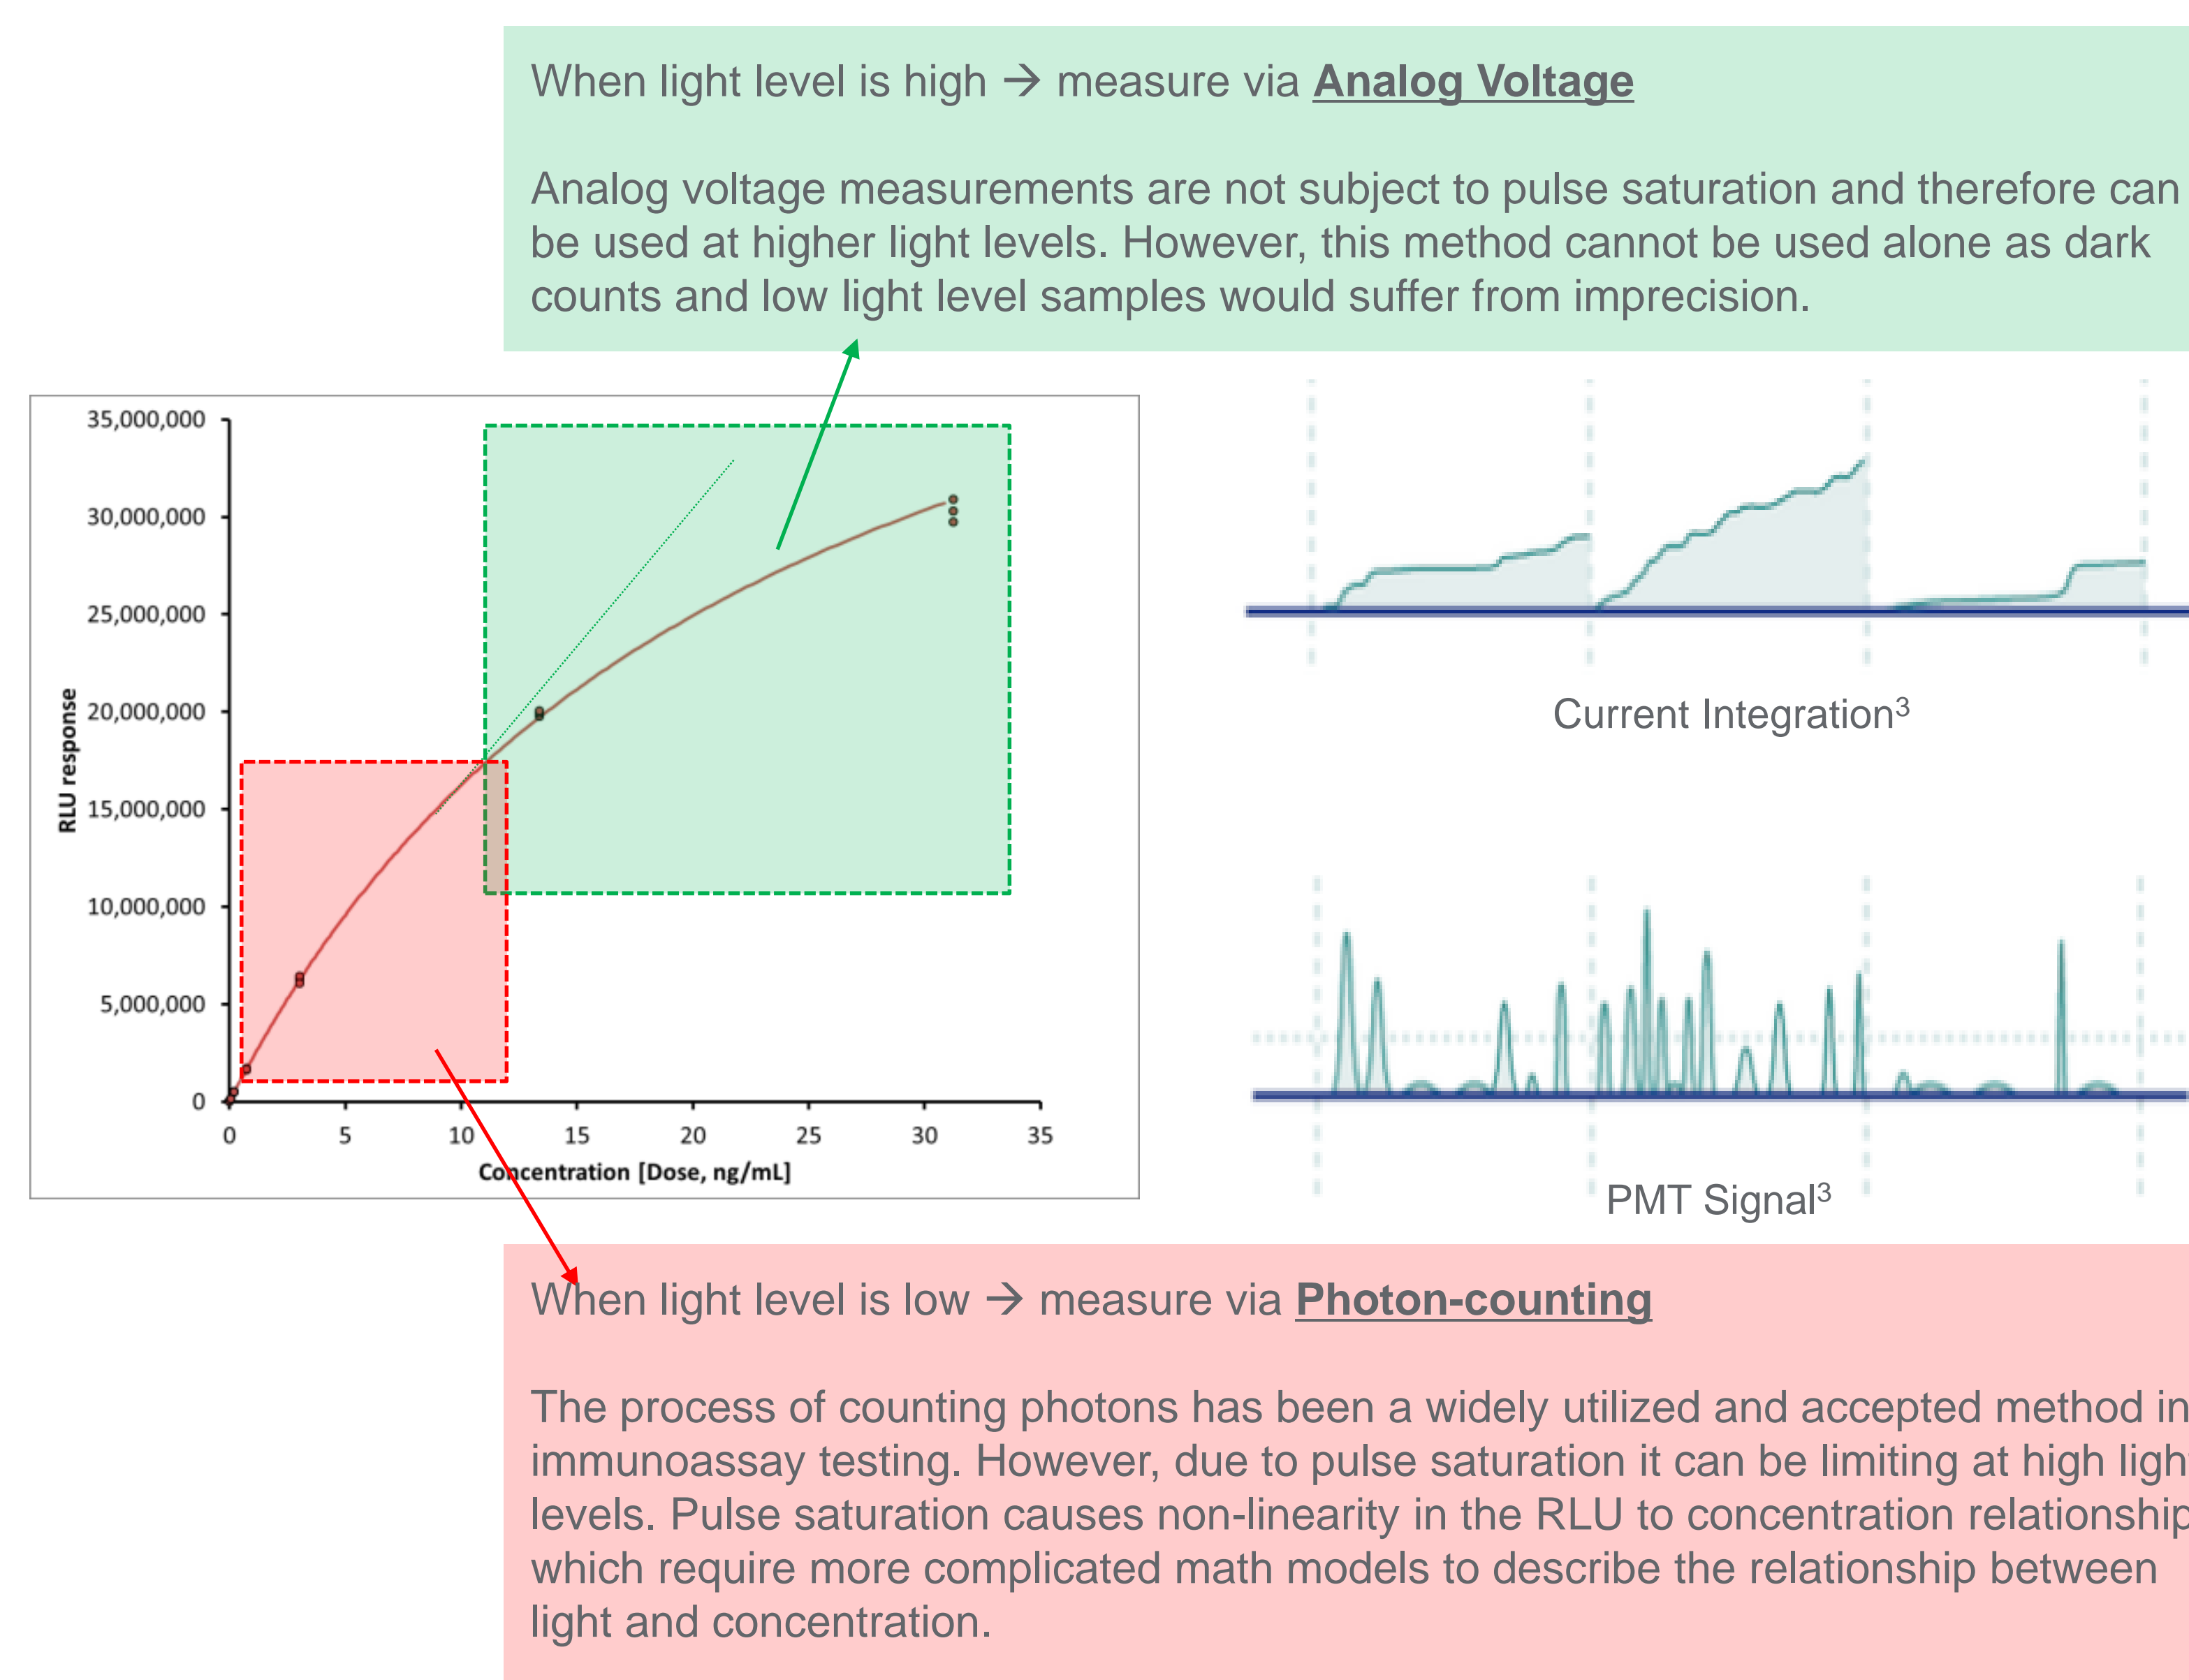 When light level is high → measure via Analog Voltage
Analog voltage measurements are not subject to pulse saturation and therefore can
be used at higher light levels. However, this method cannot be used alone as dark
counts and low light level samples would suffer from imprecision.
35,000,000
30,000,000
25,000,000
20,000,000
15,000,000
10,000,000
5,000,000
0
RLU response
0 5 10 15 20 25 30 35
Concentration [Dose, ng/mL]
Current Integration³
PMT Signal³
When light level is low → measure via Photon-counting
The process of counting photons has been a widely utilized and accepted method in
immunoassay testing. However, due to pulse saturation it can be limiting at high light
levels. Pulse saturation causes non-linearity in the RLU to concentration relationship
which require more complicated math models to describe the relationship between
light and concentration.